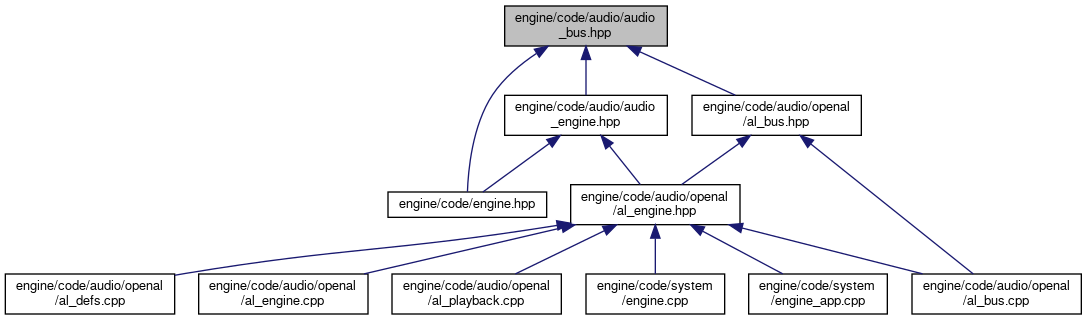 engine/code/audio/audio
_bus.hpp
engine/code/audio/audio
_engine.hpp
engine/code/audio/openal
/al_bus.hpp
engine/code/engine.hpp
engine/code/audio/openal
/al_engine.hpp
engine/code/audio/openal
/al_defs.cpp
engine/code/audio/openal
/al_engine.cpp
engine/code/audio/openal
/al_playback.cpp
engine/code/system
/engine.cpp
engine/code/system
/engine_app.cpp
engine/code/audio/openal
/al_bus.cpp